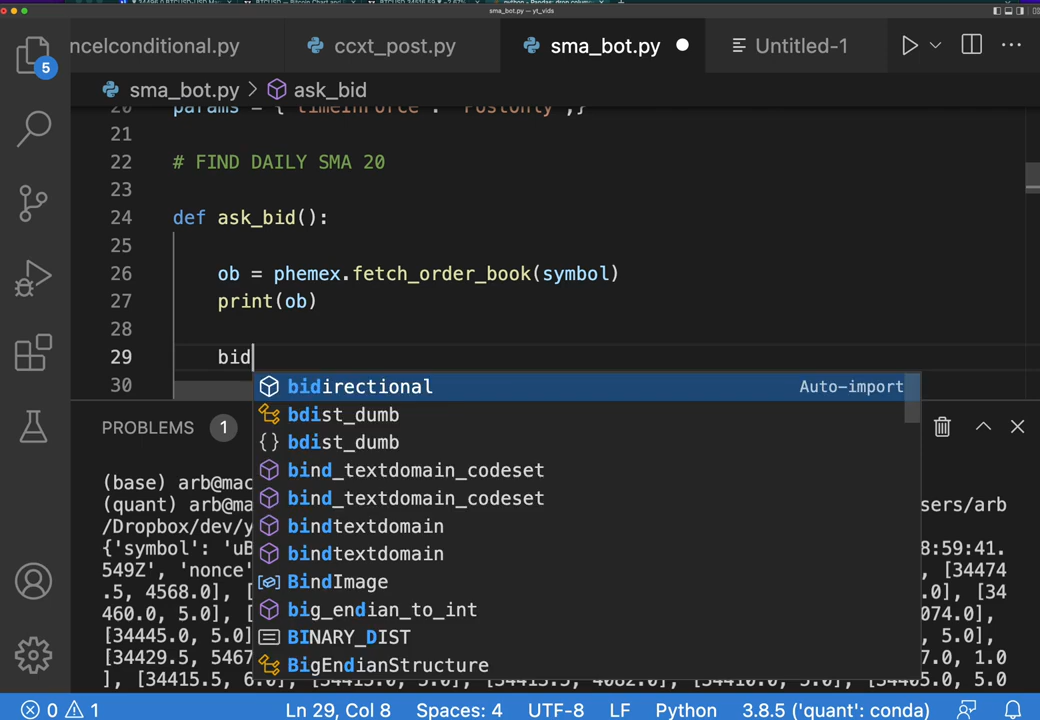 sma_bot.py — yt_vids
ncelconditional.py
ccxt_post.py
sma_bot.py
Untitled-1
5
sma_bot.py > ask_bid
20 params = {'timeInForce': 'PostOnly',}
21
22 # FIND DAILY SMA 20
23
24 def ask_bid():
25
26 ob = phemex.fetch_order_book(symbol)
27 print(ob)
28
29 bid
30
bidirectional Auto-import
bdist_dumb
{} bdist_dumb
bind_textdomain_codeset
bind_textdomain_codeset
bindtextdomain
bindtextdomain
BindImage
big_endian_to_int
BINARY_DIST
BigEndianStructure
PROBLEMS 1
(base) arb@mac
(quant) arb@ma sers/arb
/Dropbox/dev/y
{'symbol': 'uB 8:59:41.
549Z', 'nonce' , [34474
.5, 4568.0], [ .0], [34
460.0, 5.0], [ 074.0],
[34445.0, 5.0] , 5.0],
[34429.5, 5467 7.0, 1.0
], [34415.5, 6.0], [34415.0, 4082.0], [34410.0, 5.0], [34405.0, 5.0
0 1 Ln 29, Col 8 Spaces: 4 UTF-8 LF Python 3.8.5 ('quant': conda)